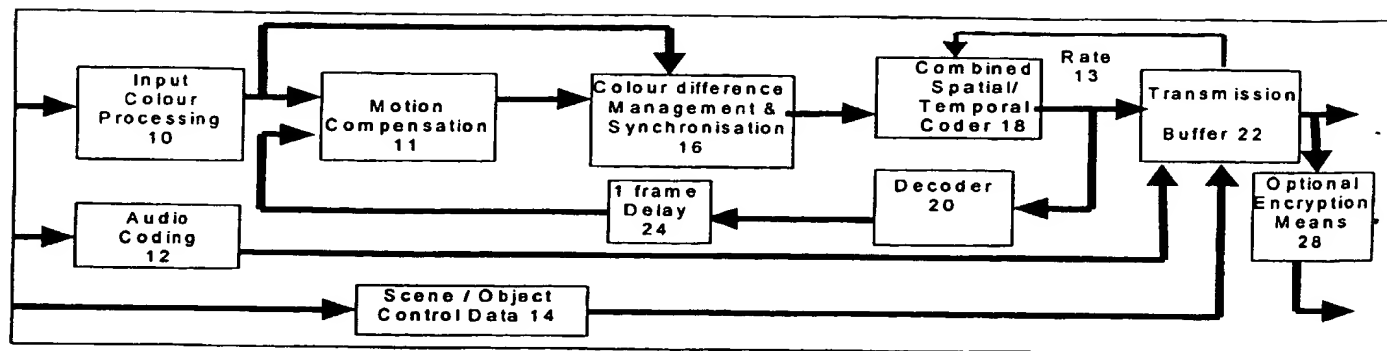 Input
Colour
Processing
10
Motion
Compensation
11
Colour difference
Management &
Synchronisation
16
Combined
Spatial/
Temporal
Coder 18
Rate
13
Transmission
Buffer 22
1 frame
Delay
24
Decoder
20
Optional
Encryption
Means
28
Audio
Coding
12
Scene / Object
Control Data 14